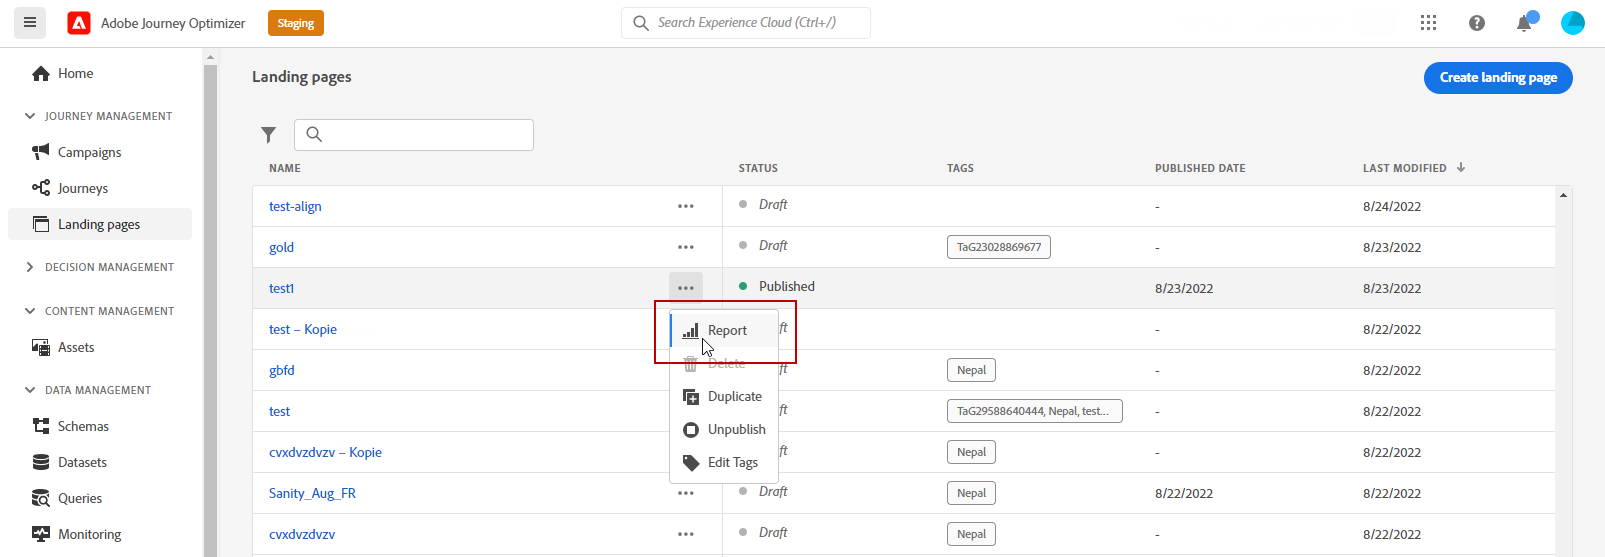 Adobe Journey Optimizer Staging Search Experience Cloud (Ctrl+/)
Home
JOURNEY MANAGEMENT
Campaigns
Journeys
Landing pages
DECISION MANAGEMENT
CONTENT MANAGEMENT
Assets
DATA MANAGEMENT
Schemas
Datasets
Queries
Monitoring
Landing pages Create landing page
NAME STATUS TAGS PUBLISHED DATE LAST MODIFIED
test-align Draft - 8/24/2022
gold Draft TaG23028869677 - 8/23/2022
test1 Published 8/23/2022 8/23/2022
test – Kopie ft - 8/22/2022
gbfd ft Nepal - 8/22/2022
test ft TaG29588640444, Nepal, test... - 8/22/2022
cvxdvzdvzv – Kopie ft Nepal - 8/22/2022
Sanity_Aug_FR Draft Nepal 8/22/2022 8/22/2022
cvxdvzdvzv Draft Nepal - 8/22/2022
Report
Delete
Duplicate
Unpublish
Edit Tags